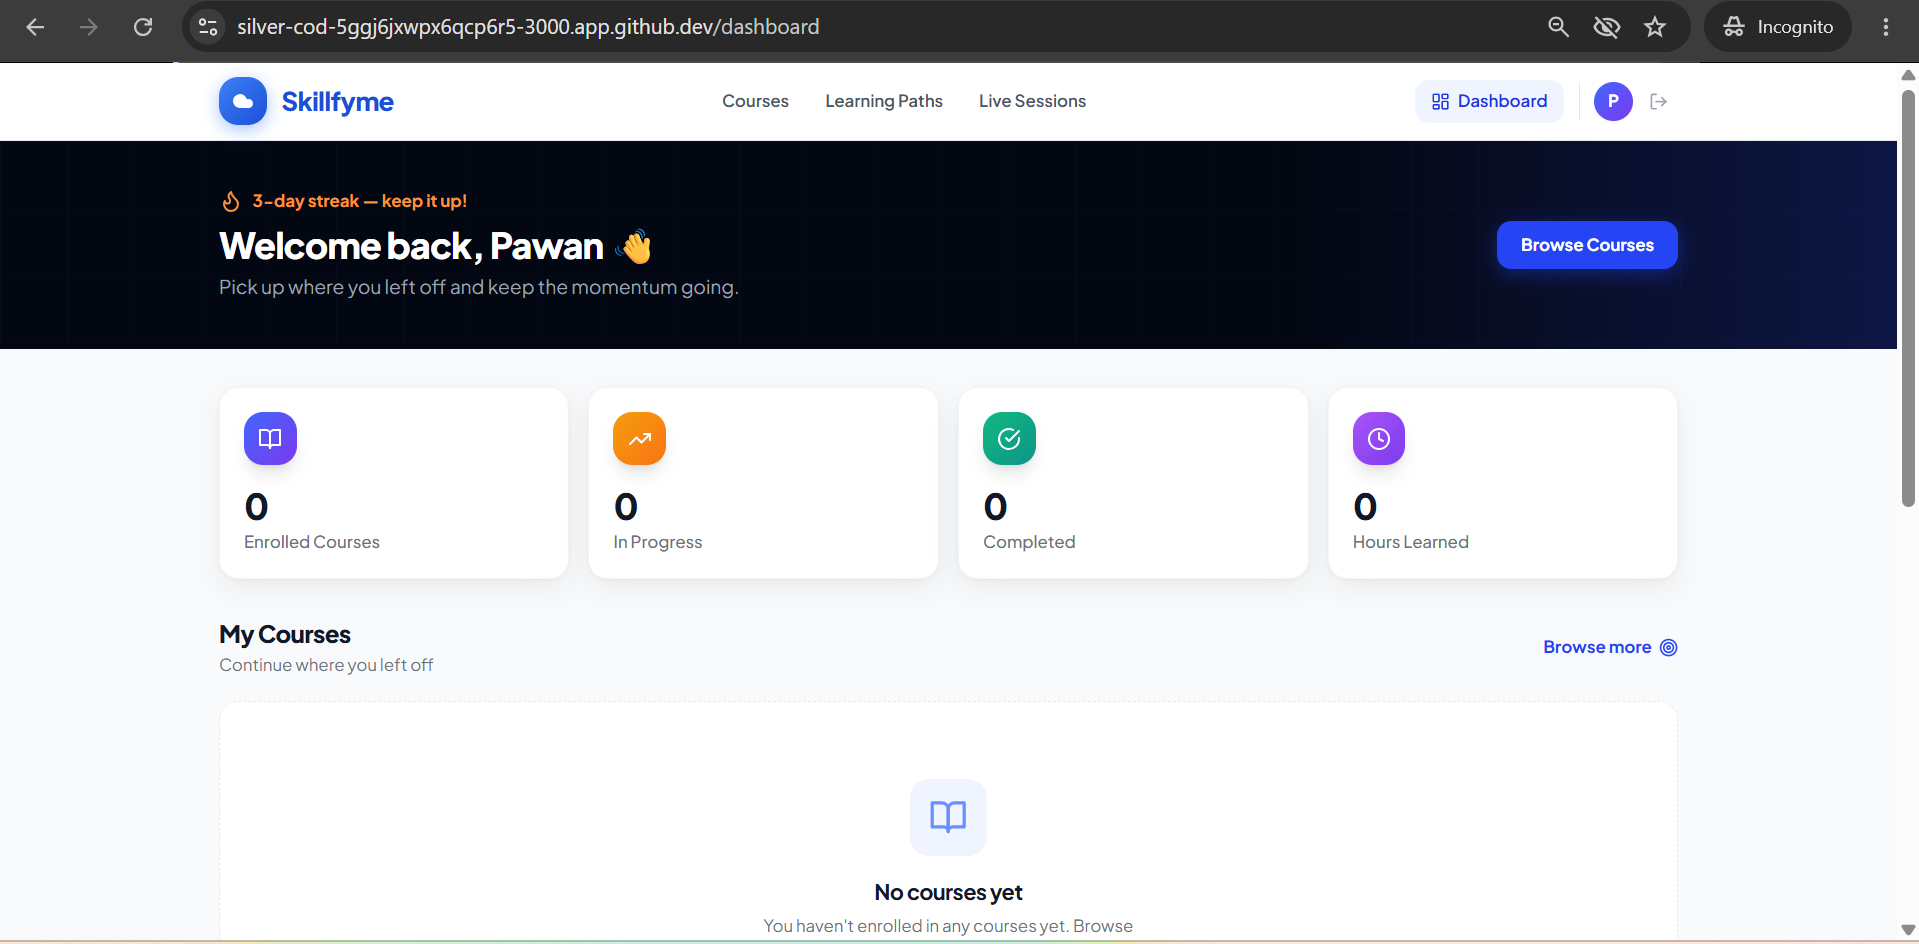 silver-cod-5ggj6jxwpx6qcp6r5-3000.app.github.dev/dashboard
Incognito
Skillfyme
Courses
Learning Paths
Live Sessions
Dashboard
P
3-day streak — keep it up!
Welcome back, Pawan 👋
Pick up where you left off and keep the momentum going.
Browse Courses
0
Enrolled Courses
0
In Progress
0
Completed
0
Hours Learned
My Courses
Continue where you left off
Browse more
No courses yet
You haven't enrolled in any courses yet. Browse